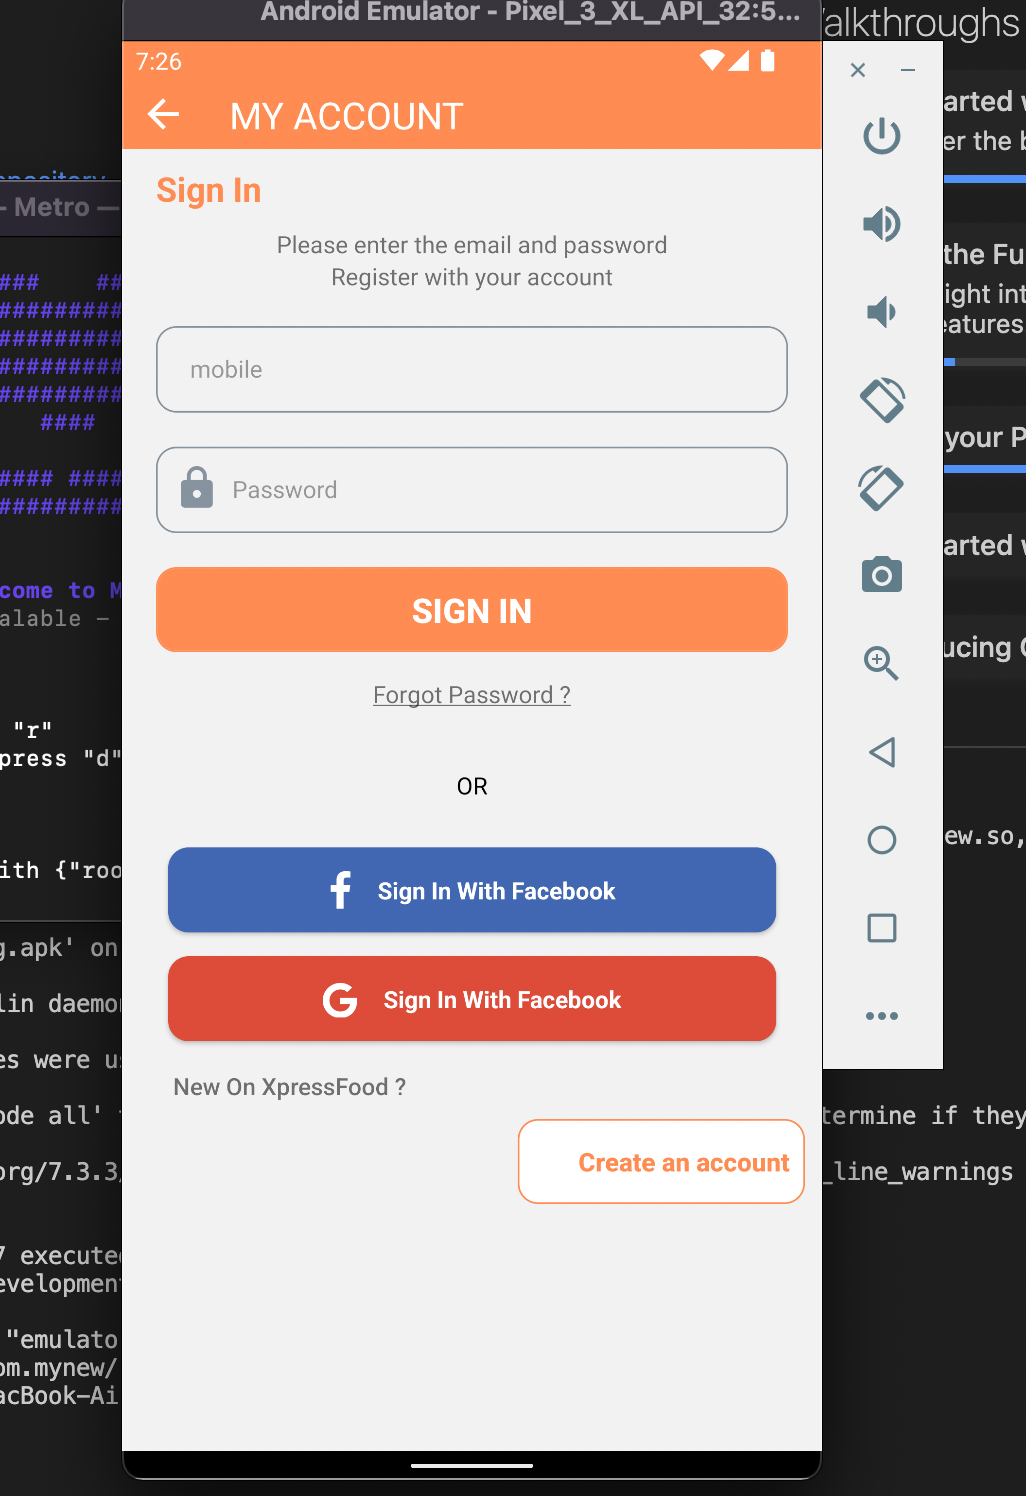 Android Emulator - Pixel_3_XL_API_32:5...
alkthroughs
7:26
MY ACCOUNT
Sign In
Please enter the email and password
Register with your account
mobile
Password
SIGN IN
Forgot Password ?
OR
Sign In With Facebook
G Sign In With Facebook
New On XpressFood ?
Create an account
pository
- Metro —
### ##
#########
#########
#########
#########
####
#### ####
#########
come to M
alable —
"r"
press "d"
ith {"roo
g.apk' on
lin daemo
es were u
ode all'
org/7.3.3
7 execute
evelopment
"emulato
om.mynew/
acBook-Ai
arted
er the b
the Fu
ight int
eatures
your P
arted
ucing
ew.so,
termine if they
_line_warnings